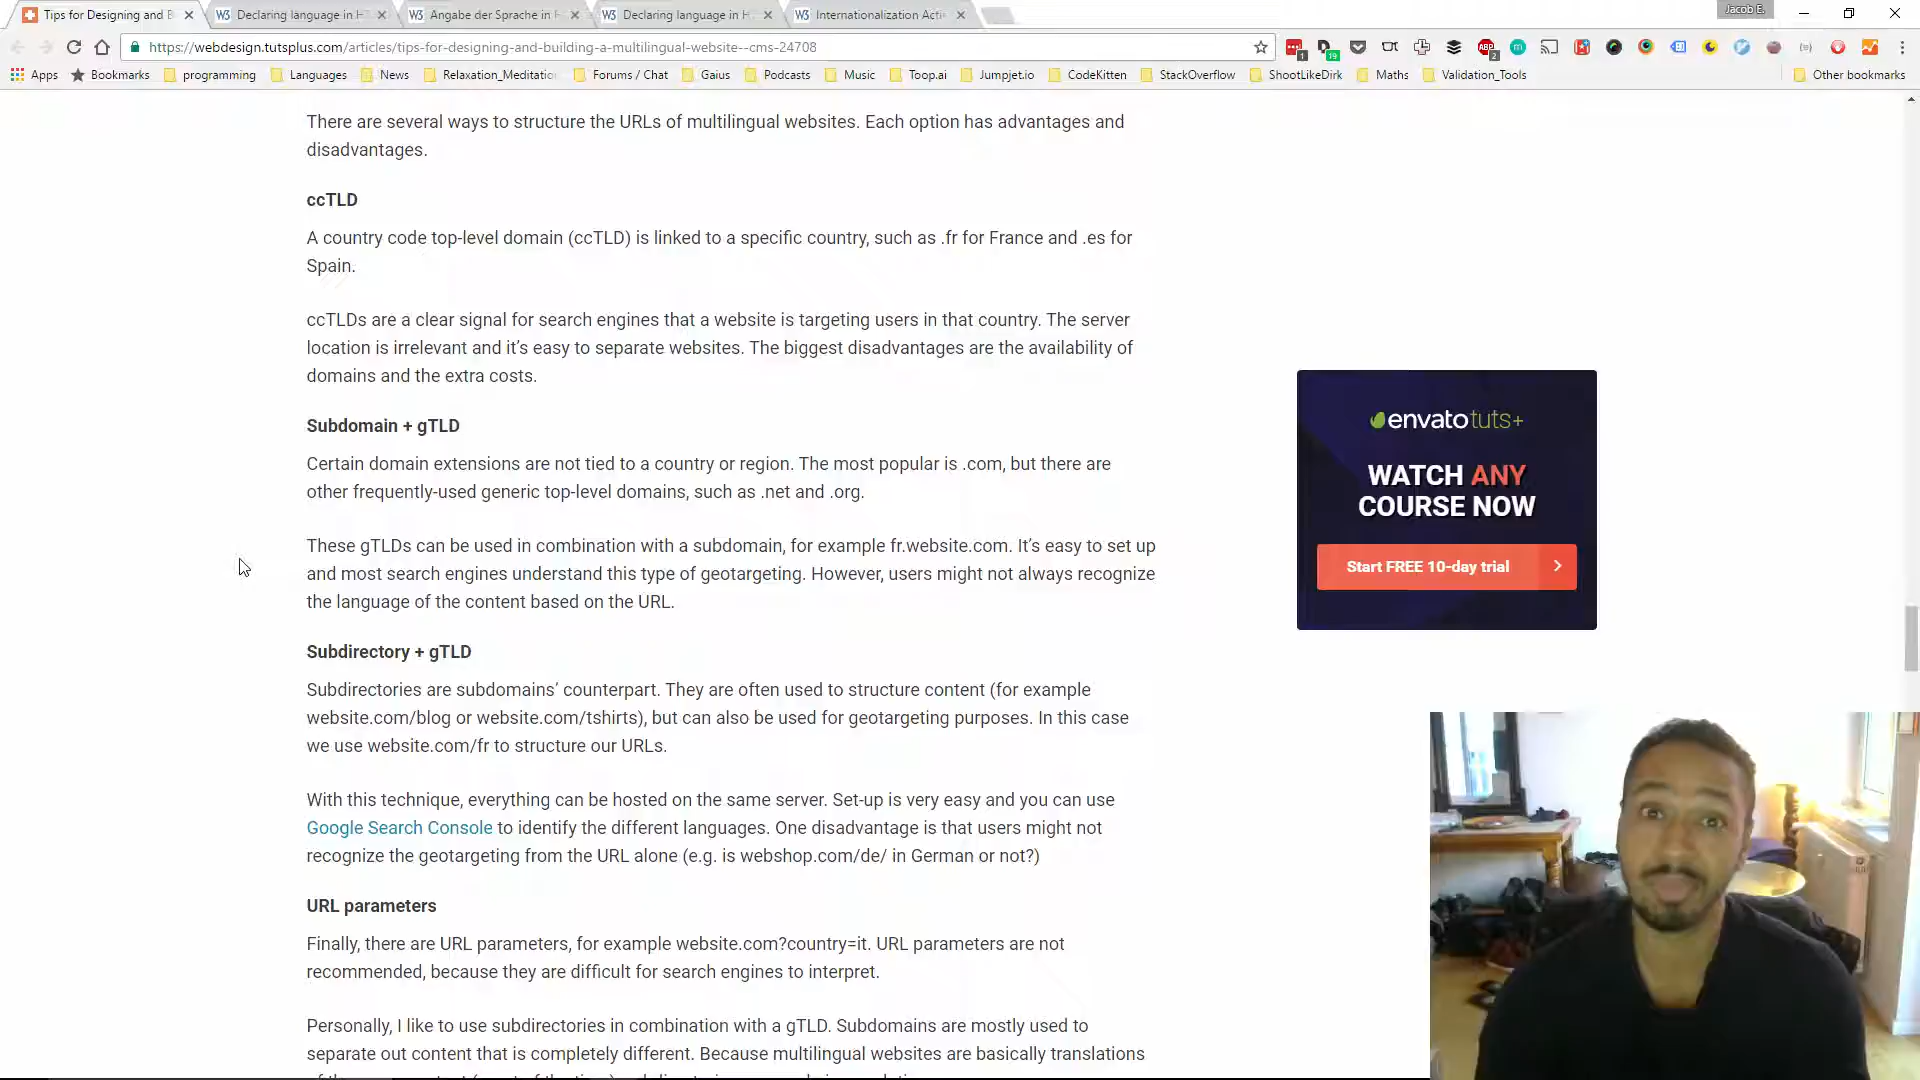 Tips for Designing and B
Declaring language in H
Angabe der Sprache in H
Declaring language in H
Internationalization Acti
Jacob E.
https://webdesign.tutsplus.com/articles/tips-for-designing-and-building-a-multilingual-website--cms-24708
Apps
Bookmarks
programming
Languages
News
Relaxation_Meditatio
Forums / Chat
Gaius
Podcasts
Music
Toop.ai
Jumpjet.io
CodeKitten
StackOverflow
ShootLikeDirk
Maths
Validation_Tools
Other bookmarks
There are several ways to structure the URLs of multilingual websites. Each option has advantages and
disadvantages.
ccTLD
A country code top-level domain (ccTLD) is linked to a specific country, such as .fr for France and .es for
Spain.
ccTLDs are a clear signal for search engines that a website is targeting users in that country. The server
location is irrelevant and it’s easy to separate websites. The biggest disadvantages are the availability of
domains and the extra costs.
Subdomain + gTLD
Certain domain extensions are not tied to a country or region. The most popular is .com, but there are
other frequently-used generic top-level domains, such as .net and .org.
These gTLDs can be used in combination with a subdomain, for example fr.website.com. It’s easy to set up
and most search engines understand this type of geotargeting. However, users might not always recognize
the language of the content based on the URL.
Subdirectory + gTLD
Subdirectories are subdomains’ counterpart. They are often used to structure content (for example
website.com/blog or website.com/tshirts), but can also be used for geotargeting purposes. In this case
we use website.com/fr to structure our URLs.
With this technique, everything can be hosted on the same server. Set-up is very easy and you can use
Google Search Console to identify the different languages. One disadvantage is that users might not
recognize the geotargeting from the URL alone (e.g. is webshop.com/de/ in German or not?)
URL parameters
Finally, there are URL parameters, for example website.com?country=it. URL parameters are not
recommended, because they are difficult for search engines to interpret.
Personally, I like to use subdirectories in combination with a gTLD. Subdomains are mostly used to
separate out content that is completely different. Because multilingual websites are basically translations
envatotuts+
WATCH ANY
COURSE NOW
Start FREE 10-day trial